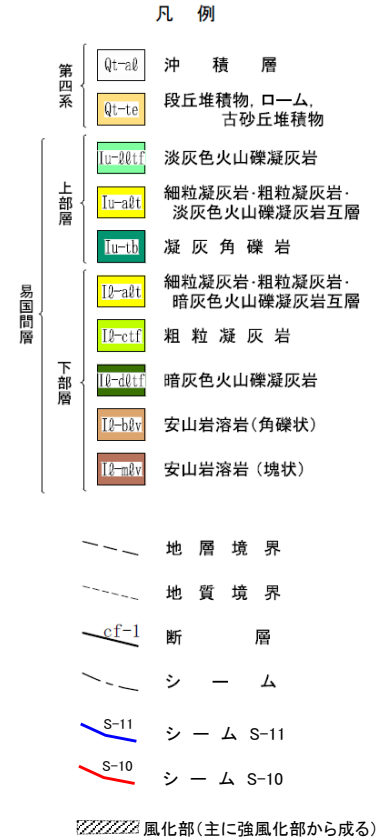 凡 例
第四系
Qt-aℓ 沖積層
Qt-te 段丘堆積物, ローム,
古砂丘堆積物
易国間層
上部層
Iu-ℓℓtf 淡灰色火山礫凝灰岩
Iu-aℓt 細粒凝灰岩・粗粒凝灰岩・
淡灰色火山礫凝灰岩互層
Iu-tb 凝灰角礫岩
下部層
Iℓ-aℓt 細粒凝灰岩・粗粒凝灰岩・
暗灰色火山礫凝灰岩互層
Iℓ-ctf 粗粒凝灰岩
Iℓ-dℓtf 暗灰色火山礫凝灰岩
Iℓ-bℓv 安山岩溶岩(角礫状)
Iℓ-mℓv 安山岩溶岩 (塊状)
地層境界
地質境界
cf-1 断層
シーム
S-11 シーム S-11
S-10 シーム S-10
風化部(主に強風化部から成る)